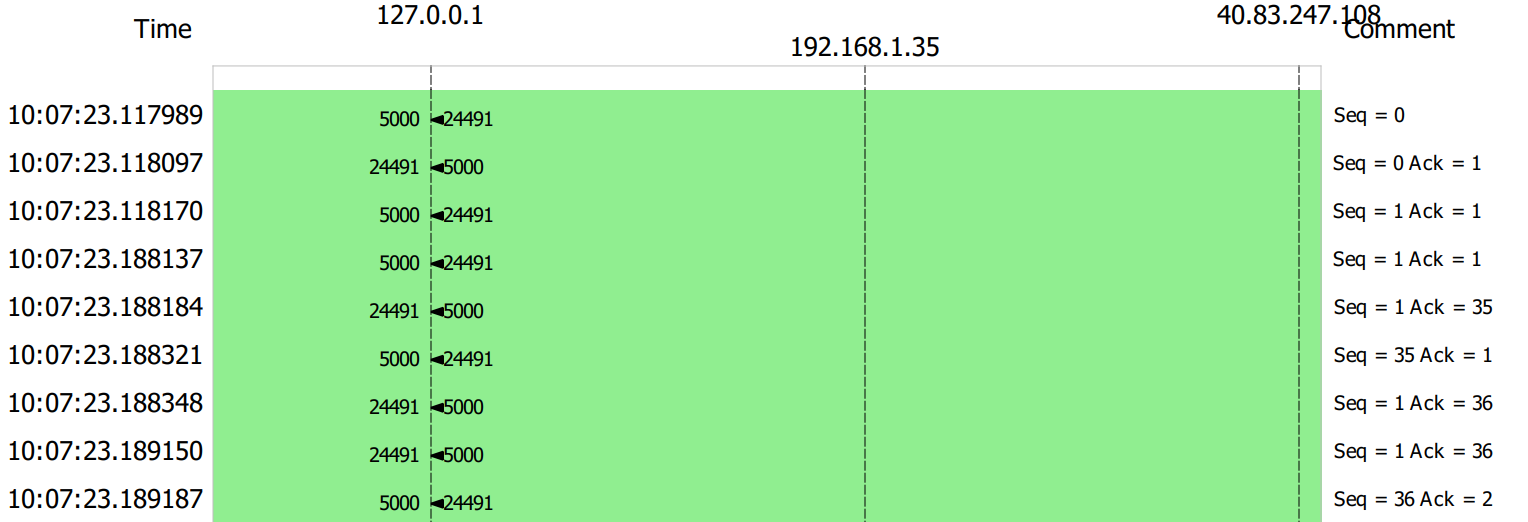 127.0.0.1 40.83.247.108
Time Comment
192.168.1.35
10:07:23.117989 5000 24491 Seq = 0
10:07:23.118097 24491 5000 Seq = 0 Ack = 1
10:07:23.118170 5000 24491 Seq = 1 Ack = 1
10:07:23.188137 5000 24491 Seq = 1 Ack = 1
10:07:23.188184 24491 5000 Seq = 1 Ack = 35
10:07:23.188321 5000 24491 Seq = 35 Ack = 1
10:07:23.188348 24491 5000 Seq = 1 Ack = 36
10:07:23.189150 24491 5000 Seq = 1 Ack = 36
10:07:23.189187 5000 24491 Seq = 36 Ack = 2